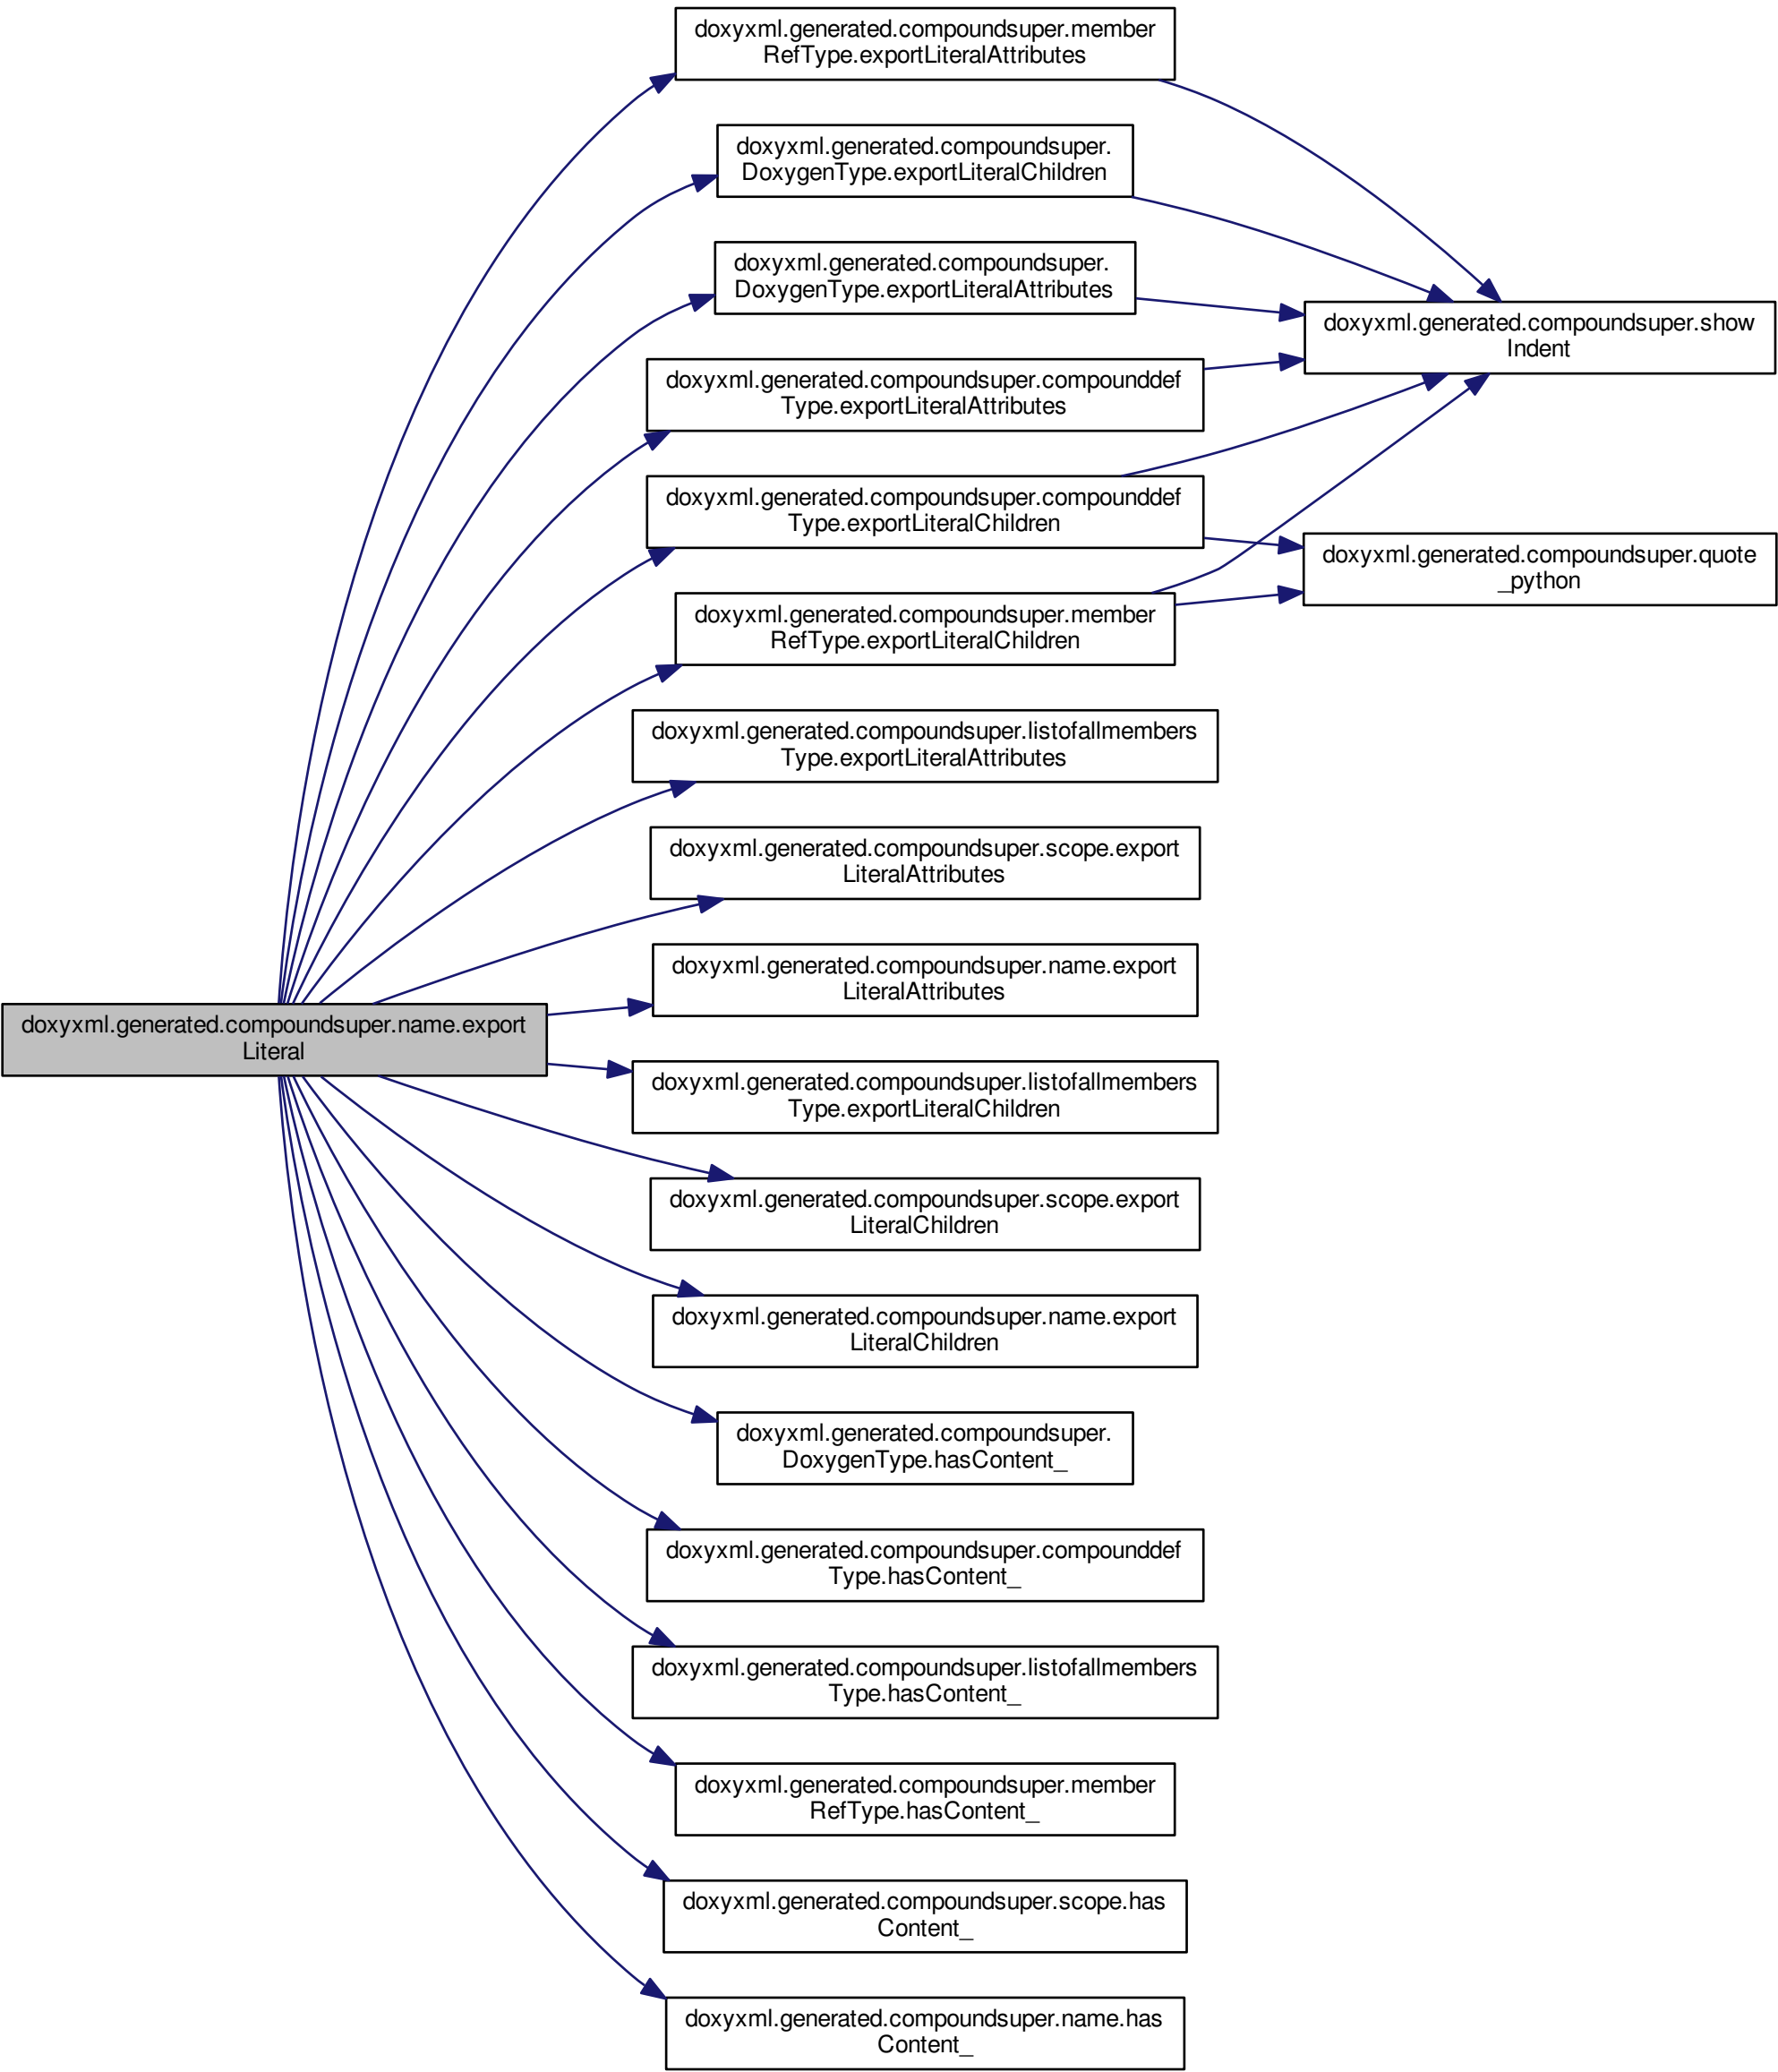 doxyxml.generated.compoundsuper.member
RefType.exportLiteralAttributes
doxyxml.generated.compoundsuper.
DoxygenType.exportLiteralChildren
doxyxml.generated.compoundsuper.
DoxygenType.exportLiteralAttributes
doxyxml.generated.compoundsuper.show
Indent
doxyxml.generated.compoundsuper.compounddef
Type.exportLiteralAttributes
doxyxml.generated.compoundsuper.compounddef
Type.exportLiteralChildren
doxyxml.generated.compoundsuper.quote
_python
doxyxml.generated.compoundsuper.member
RefType.exportLiteralChildren
doxyxml.generated.compoundsuper.listofallmembers
Type.exportLiteralAttributes
doxyxml.generated.compoundsuper.scope.export
LiteralAttributes
doxyxml.generated.compoundsuper.name.export
LiteralAttributes
doxyxml.generated.compoundsuper.name.export
Literal
doxyxml.generated.compoundsuper.listofallmembers
Type.exportLiteralChildren
doxyxml.generated.compoundsuper.scope.export
LiteralChildren
doxyxml.generated.compoundsuper.name.export
LiteralChildren
doxyxml.generated.compoundsuper.
DoxygenType.hasContent_
doxyxml.generated.compoundsuper.compounddef
Type.hasContent_
doxyxml.generated.compoundsuper.listofallmembers
Type.hasContent_
doxyxml.generated.compoundsuper.member
RefType.hasContent_
doxyxml.generated.compoundsuper.scope.has
Content_
doxyxml.generated.compoundsuper.name.has
Content_